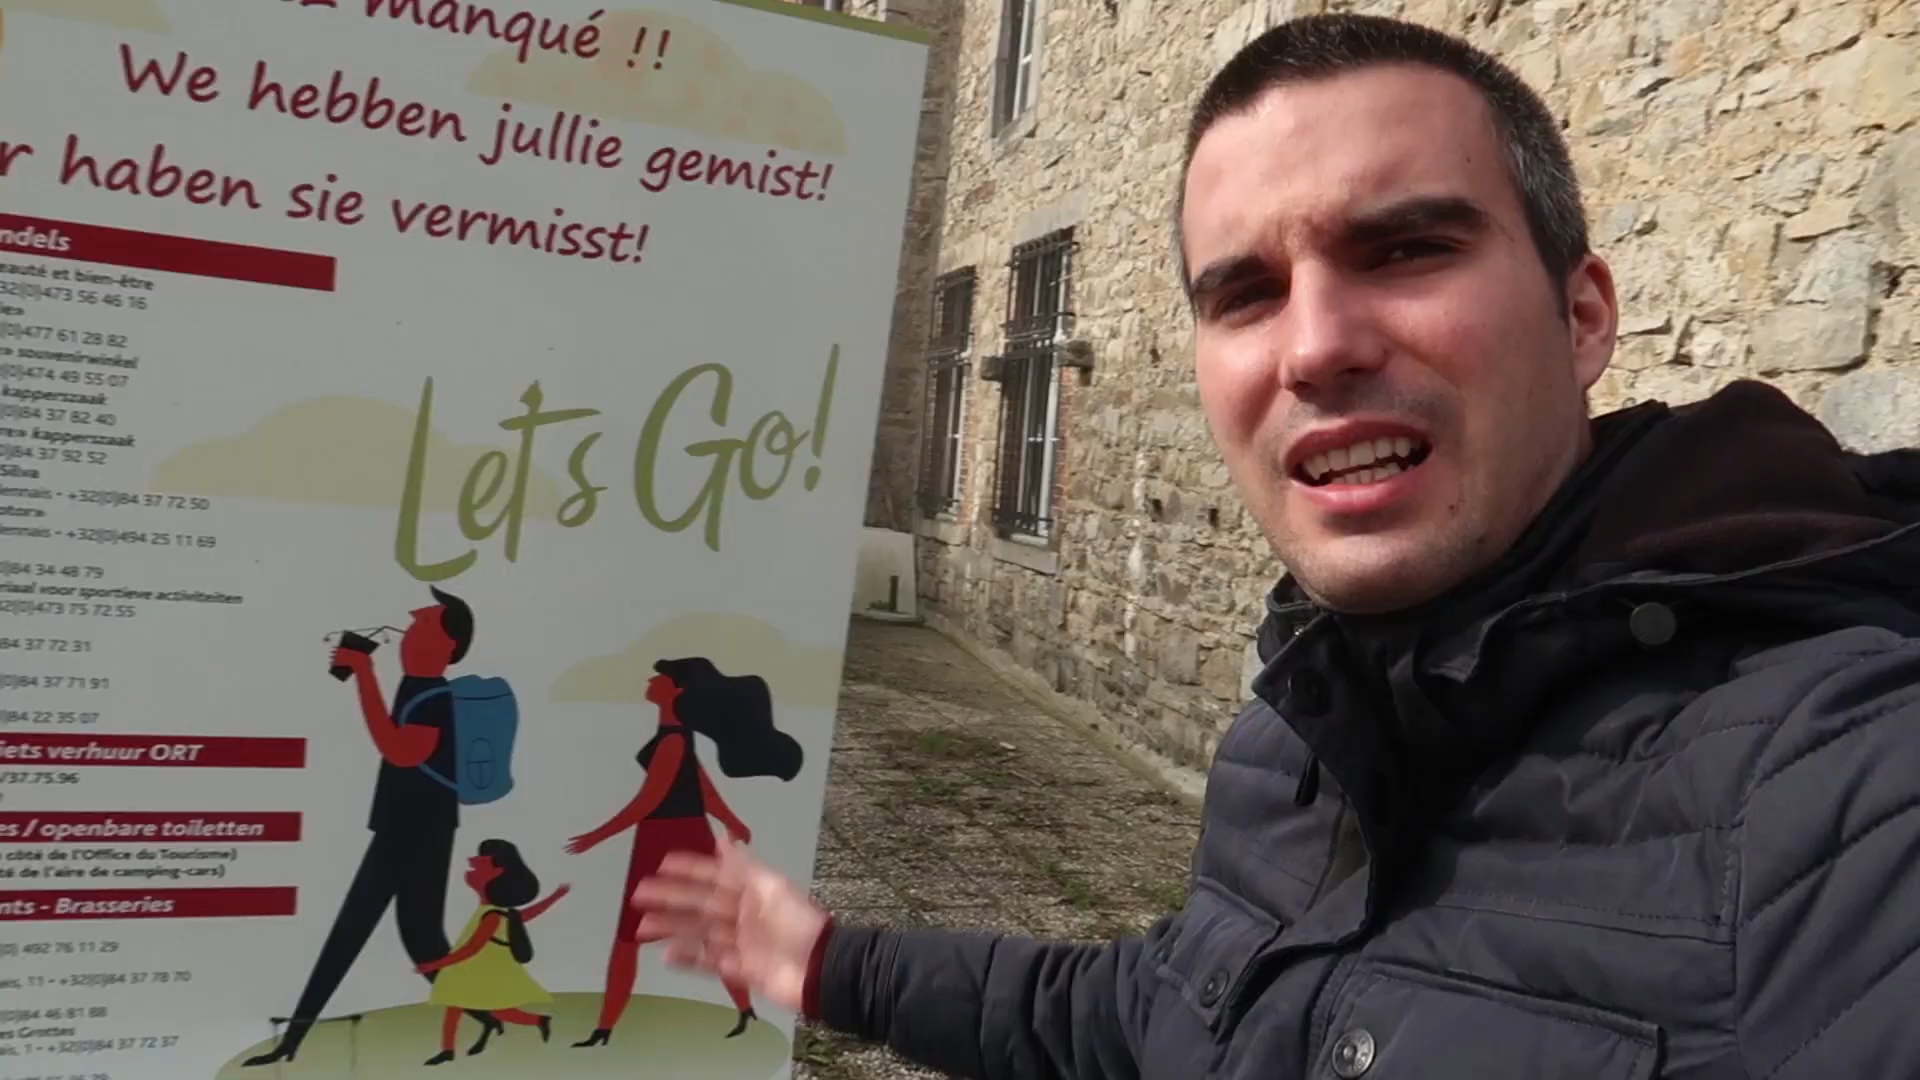 manqué !!
We hebben jullie gemist!
haben sie vermisst!
eauté et bien-être
32(0)473 56 46 16
(0)477 61 28 82
souvenirwinkel
(0)474 49 55 07
kapperszaak
(0)84 37 82 40
kapperszaak
0)84 37 92 52
Silva
+32(0)84 37 72 50
+32(0)494 25 11 69
0)84 34 48 79
voor sportieve activiteiten
32(0)473 75 72 55
84 37 72 31
(0)84 37 71 91
)84 22 35 07
verhuur ORT
/37.75.96
/ openbare toiletten
côté de l'Office du Tourisme)
de l'aire de camping-cars)
- Brasseries
(0) 492 76 11 29
11 - +32(0)84 37 78 70
(0)84 46 81 88
es Grottes
1 - +32(0)84 37 72 37
Let's Go!